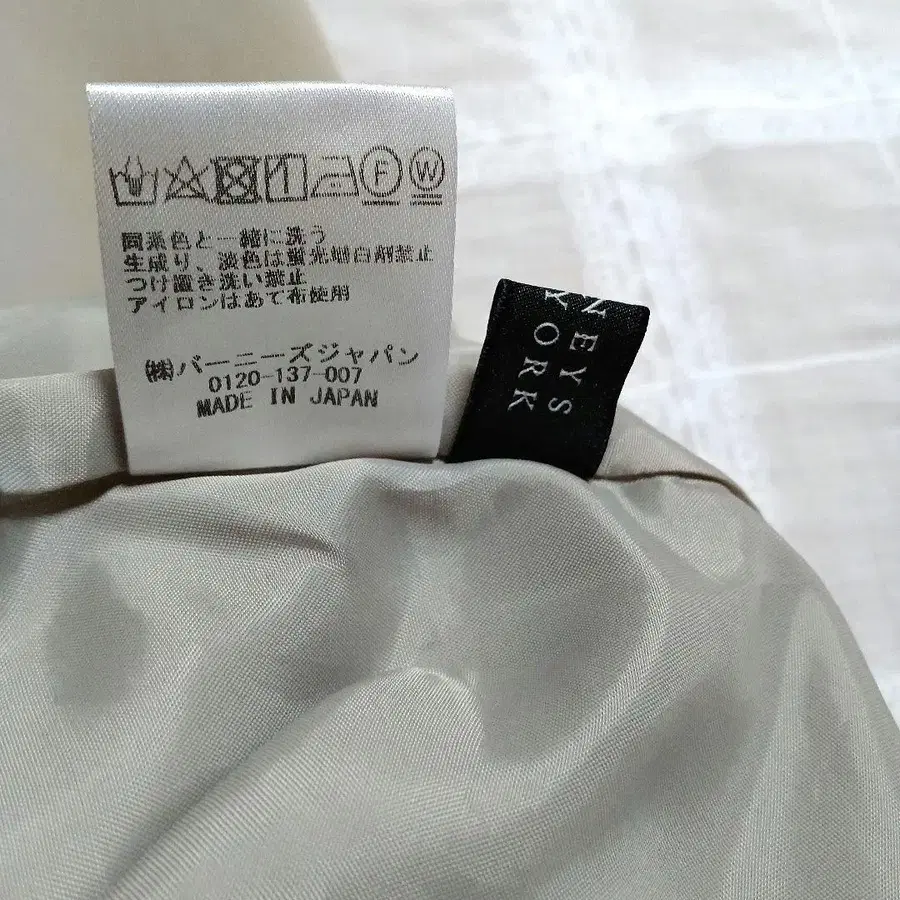 F W
同系色と一緒に洗う
生成り、淡色は蛍光増白剤禁止
つけ置き洗い禁止
アイロンはあて布使用
㈱バーニーズジャパン
0120-137-007
MADE IN JAPAN
NEYS
YORK